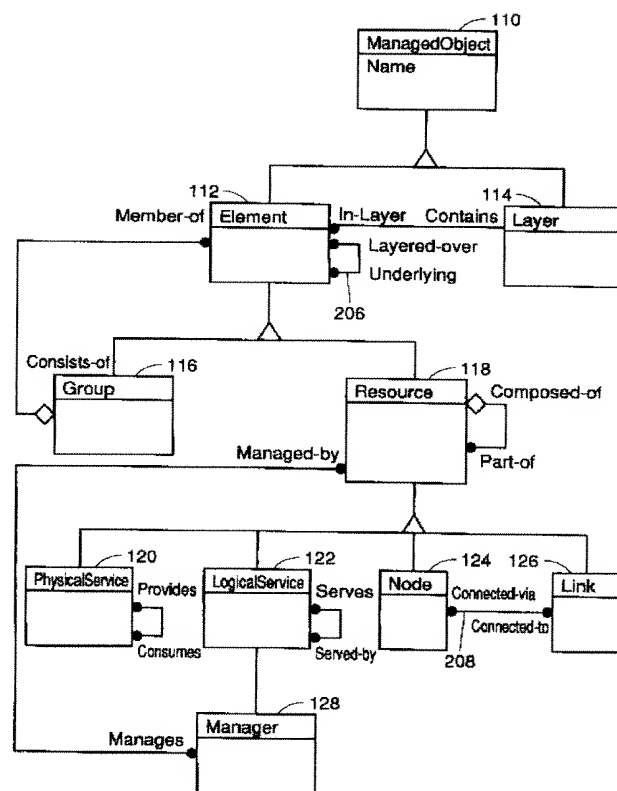 110
ManagedObject
Name
112
114
Member-of
Element
In-Layer
Contains
Layer
Layered-over
Underlying
206
Consists-of
116
118
Group
Resource
Composed-of
Managed-by
Part-of
120
122
124
126
PhysicalService
Provides
LogicalService
Serves
Node
Connected-via
Link
Consumes
Served-by
Connected-to
208
128
Manager
Manages